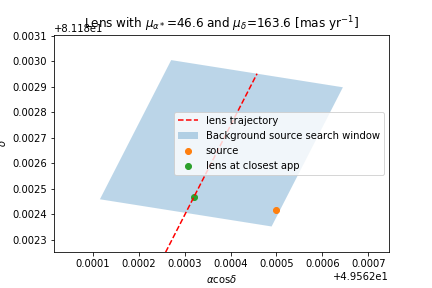 Lens with μα*=46.6 and μδ=163.6 [mas yr⁻¹]
+8.118e1
0.0031
0.0030
0.0029
0.0028
0.0027
0.0026
0.0025
0.0024
0.0023
δ
lens trajectory
Background source search window
source
lens at closest app
0.0001 0.0002 0.0003 0.0004 0.0005 0.0006 0.0007
αcosδ
+4.9562e1